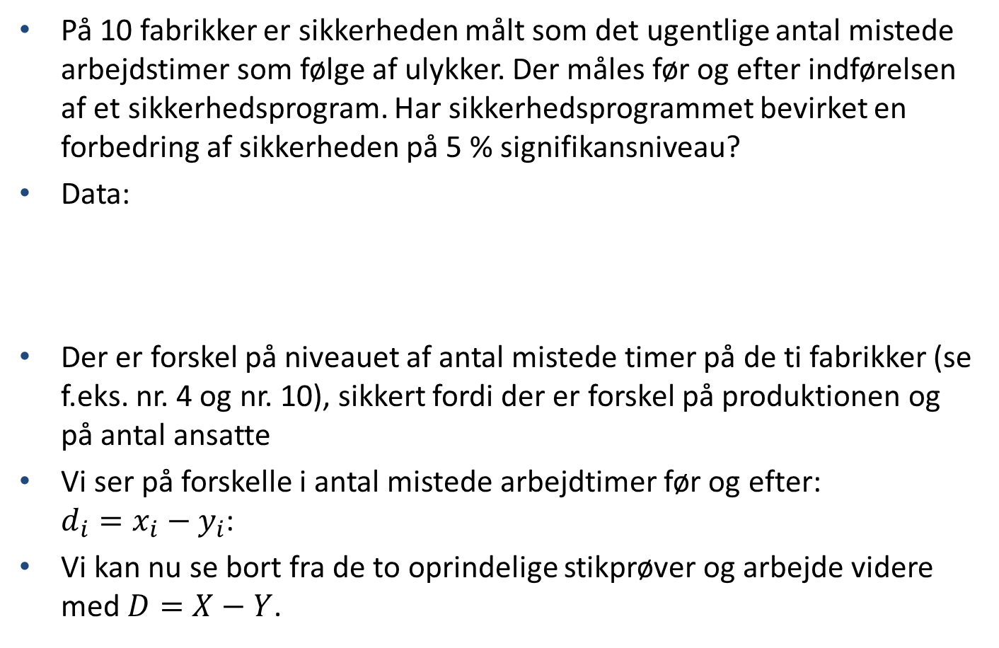 • På 10 fabrikker er sikkerheden målt som det ugentlige antal mistede
arbejdstimer som følge af ulykker. Der måles før og efter indførelsen
af et sikkerhedsprogram. Har sikkerhedsprogrammet bevirket en
forbedring af sikkerheden på 5 % signifikansniveau?
• Data:
• Der er forskel på niveauet af antal mistede timer på de ti fabrikker (se
f.eks. nr. 4 og nr. 10), sikkert fordi der er forskel på produktionen og
på antal ansatte
• Vi ser på forskelle i antal mistede arbejdtimer før og efter:
dᵢ = xᵢ − yᵢ:
• Vi kan nu se bort fra de to oprindelige stikprøver og arbejde videre
med D = X − Y.